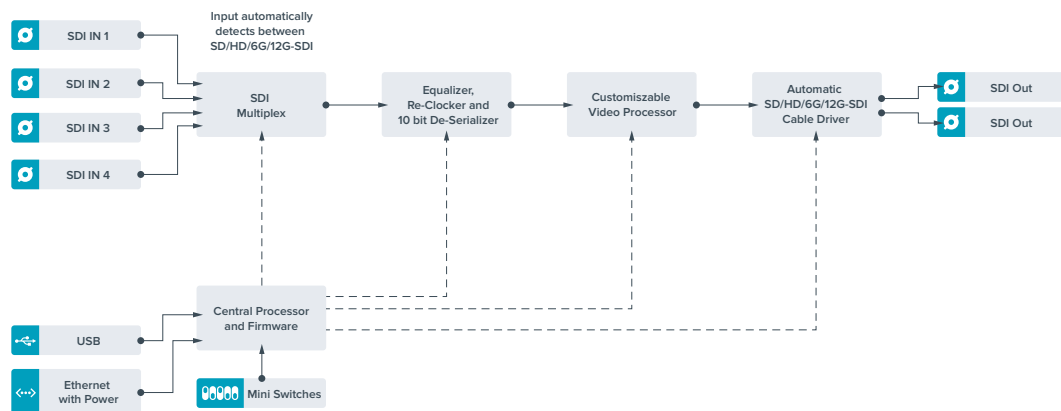 Input automatically
detects between
SD/HD/6G/12G-SDI
SDI IN 1
SDI IN 2
SDI IN 3
SDI IN 4
SDI
Multiplex
Equalizer,
Re-Clocker and
10 bit De-Serializer
Customiszable
Video Processor
Automatic
SD/HD/6G/12G-SDI
Cable Driver
SDI Out
SDI Out
Central Processor
and Firmware
USB
Ethernet
with Power
Mini Switches